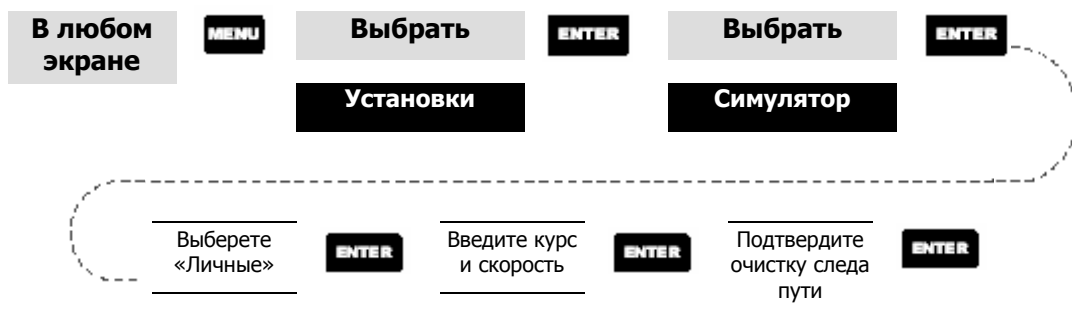 В любом
экране
MENU
Выбрать
ENTER
Выбрать
ENTER
Установки
Симулятор
Выберете
«Личные»
ENTER
Введите курс
и скорость
ENTER
Подтвердите
очистку следа
пути
ENTER